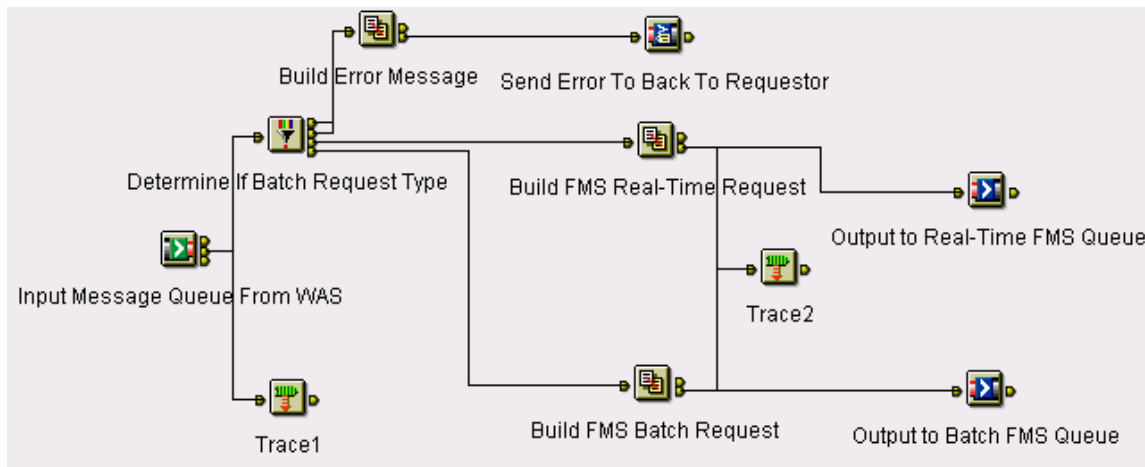 Build Error Message
Send Error To Back To Requestor
Determine If Batch Request Type
Build FMS Real-Time Request
Output to Real-Time FMS Queue
Input Message Queue From WAS
Trace2
Trace1
Build FMS Batch Request
Output to Batch FMS Queue